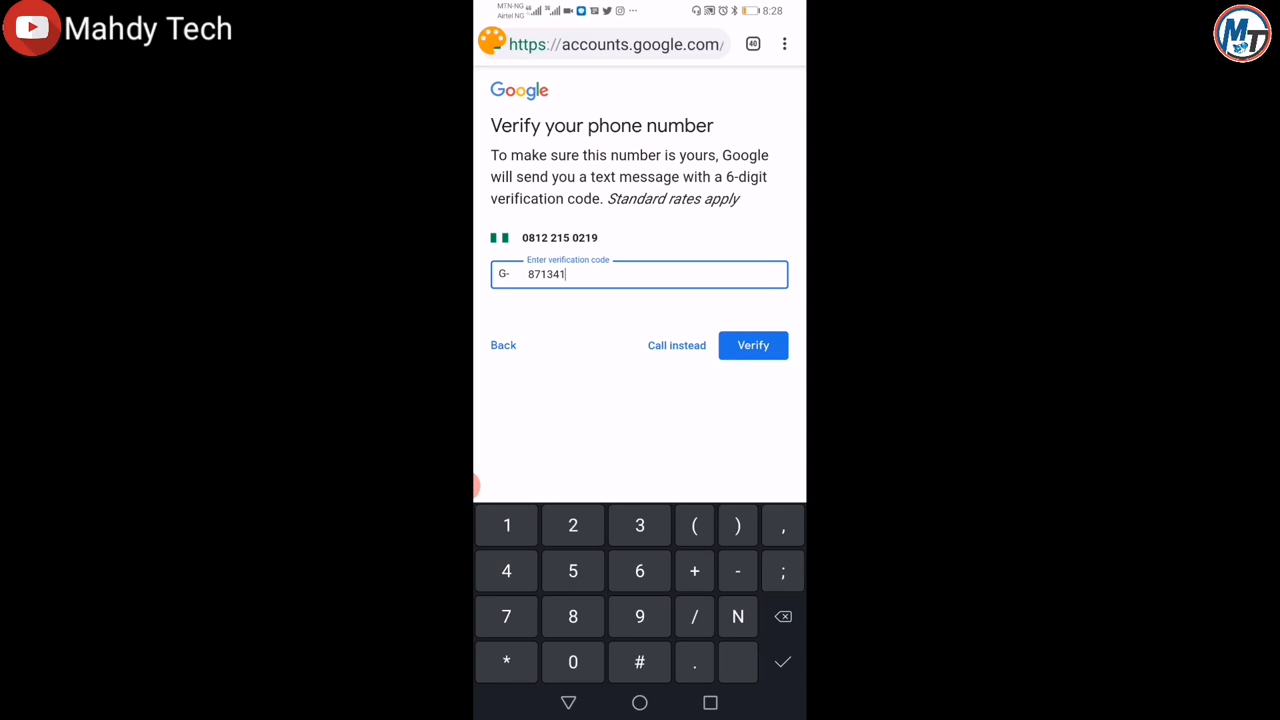 Mahdy Tech
MT
MTN-NG
Airtel NG
8:28
https://accounts.google.com/
40
Google
Verify your phone number
To make sure this number is yours, Google
will send you a text message with a 6-digit
verification code. Standard rates apply
0812 215 0219
Enter verification code
G- 871341
Back Call instead Verify
1 2 3 ( ) ,
4 5 6 + - ;
7 8 9 / N
* 0 # .